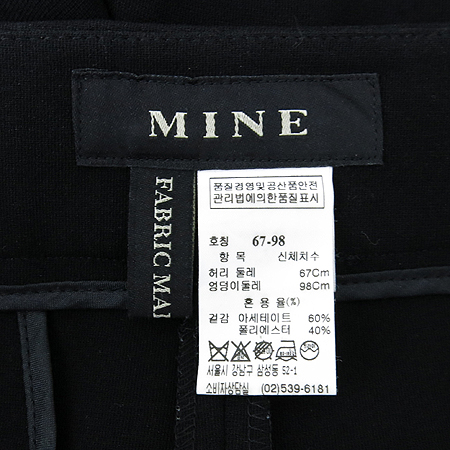 MINE
FABRIC MA
품질경영및공산품안전
관리법에의한품질표시
호칭 67-98
항 목 신체치수
허리 둘레 67Cm
엉덩이둘레 98Cm
혼 용 율(%)
겉감 아세테이트 60%
폴리에스터 40%
서울시 강남구 삼성동 52-1
소비자상담실 (02)539-6181